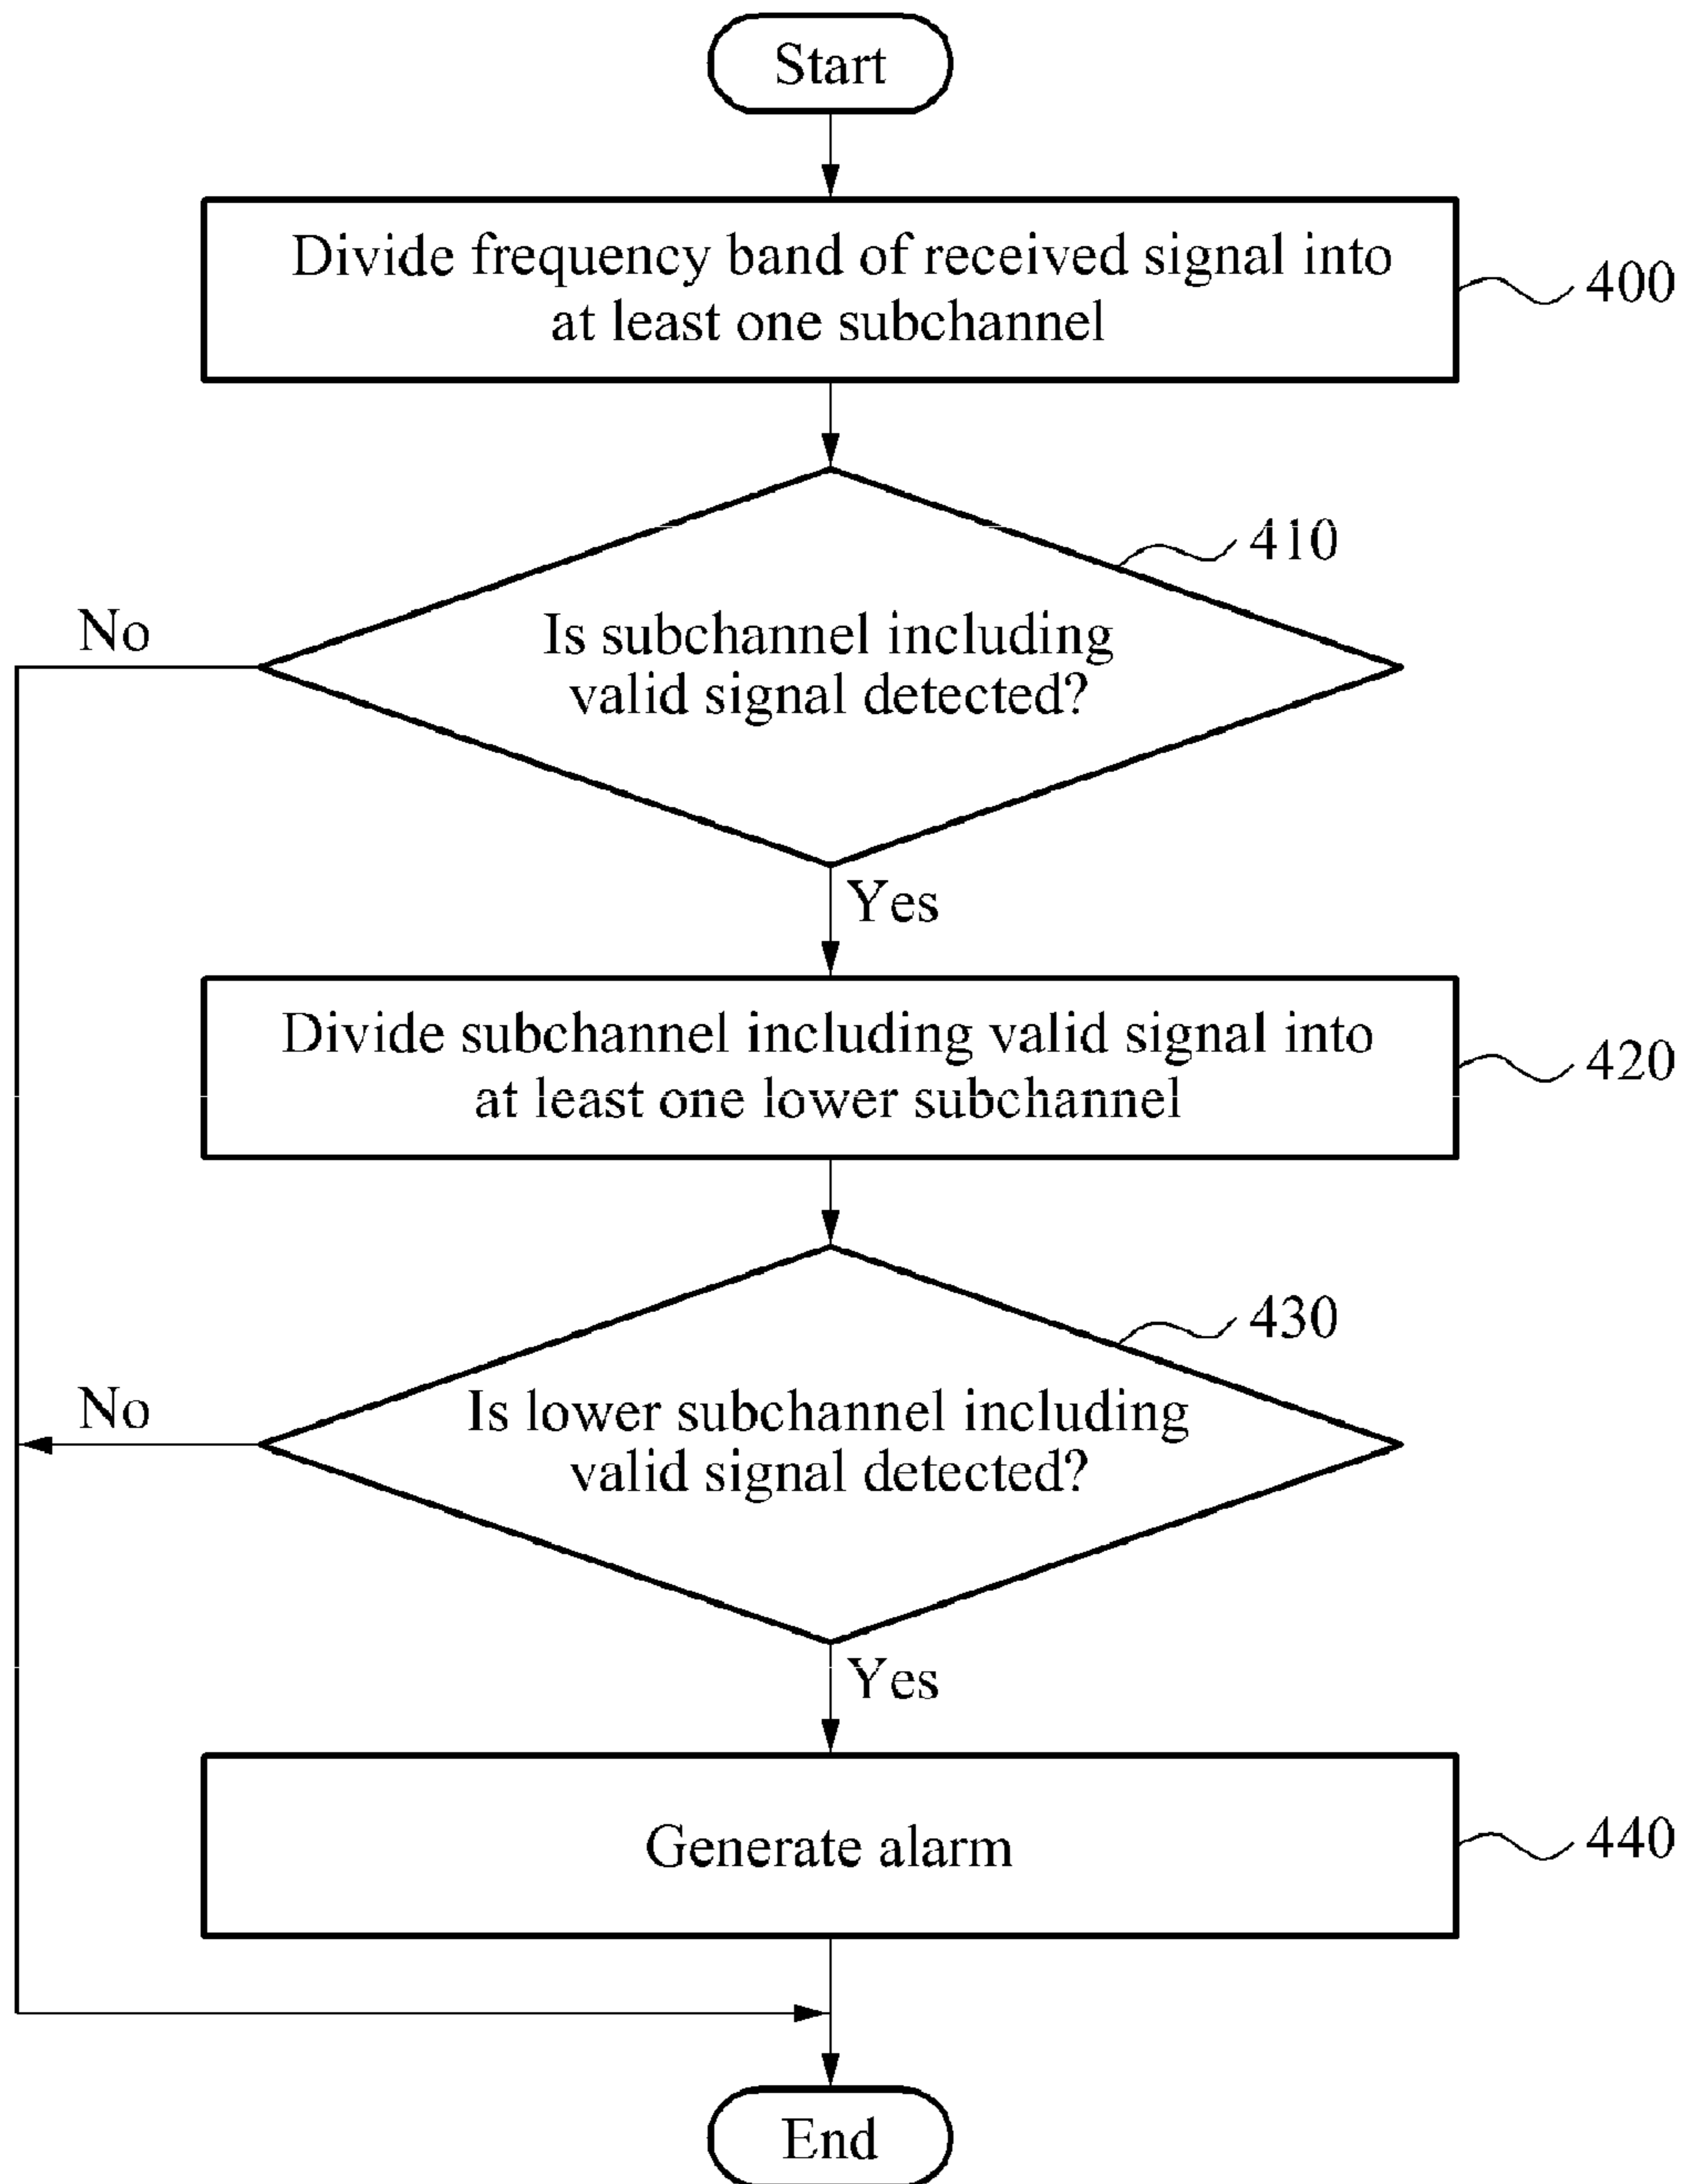 Start
Divide frequency band of received signal into
at least one subchannel
400
410
No
Is subchannel including
valid signal detected?
Yes
Divide subchannel including valid signal into
at least one lower subchannel
420
430
No
Is lower subchannel including
valid signal detected?
Yes
Generate alarm
440
End